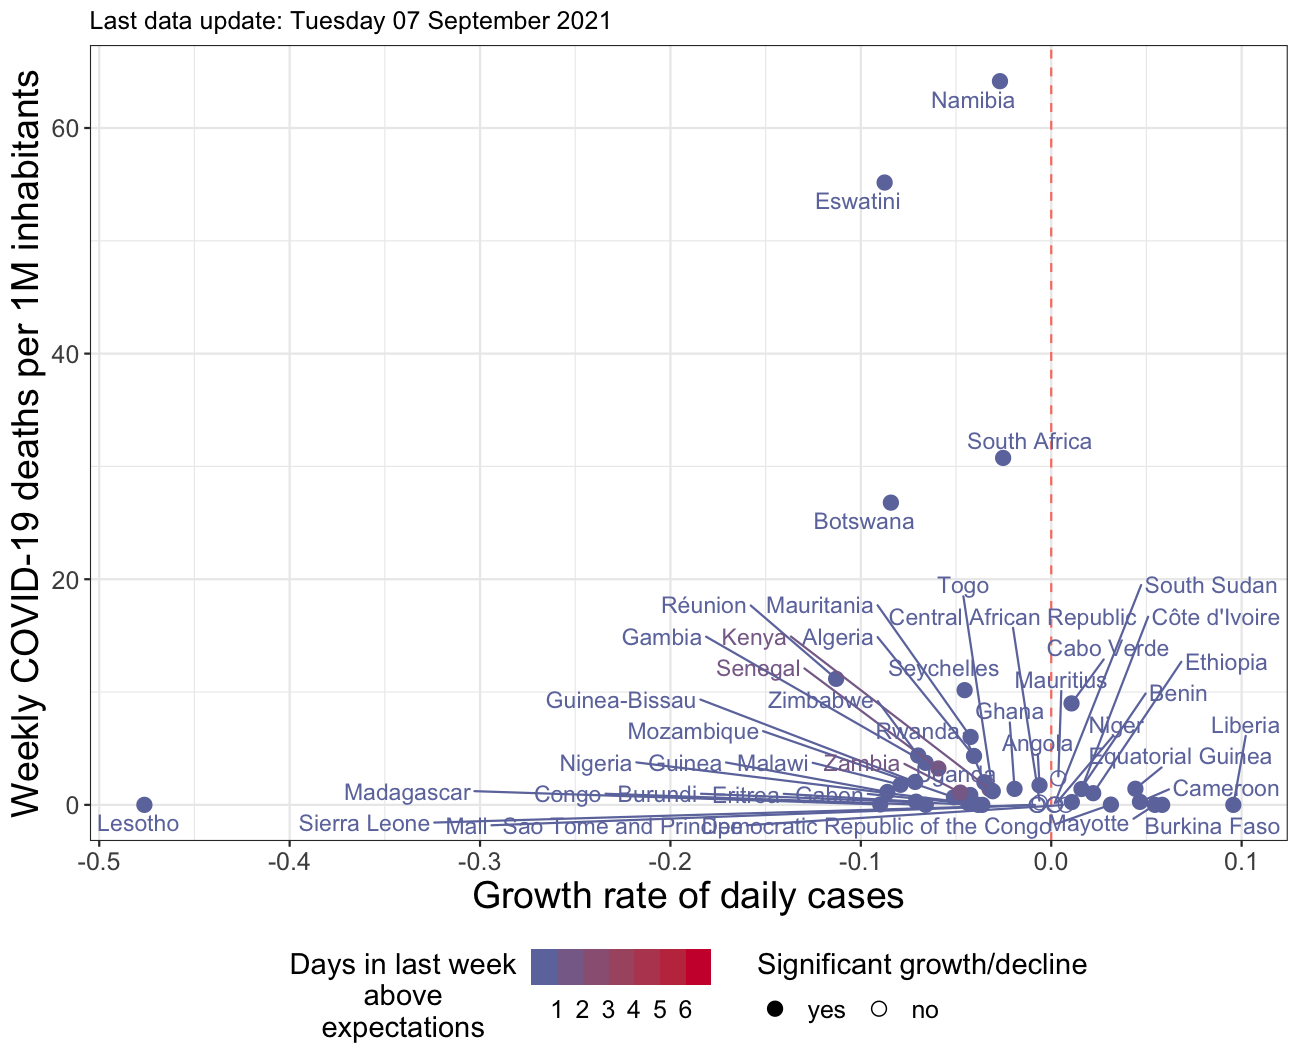 Last data update: Tuesday 07 September 2021
Weekly COVID-19 deaths per 1M inhabitants
60
40
20
0
Namibia
Eswatini
South Africa
Botswana
Togo
South Sudan
Réunion
Mauritania
Central African Republic
Côte d'Ivoire
Gambia
Kenya
Algeria
Cabo Verde
Senegal
Seychelles
Ethiopia
Mauritius
Guinea-Bissau
Zimbabwe
Benin
Ghana
Mozambique
Rwanda
Niger
Liberia
Angola
Nigeria
Guinea
Malawi
Zambia
Uganda
Equatorial Guinea
Madagascar
Congo
Burundi
Eritrea
Gabon
Cameroon
Lesotho
Sierra Leone
Mali
Sao Tome and Principe
Democratic Republic of the Congo
Mayotte
Burkina Faso
-0.5 -0.4 -0.3 -0.2 -0.1 0.0 0.1
Growth rate of daily cases
Days in last week
above
expectations
1 2 3 4 5 6
Significant growth/decline
yes no